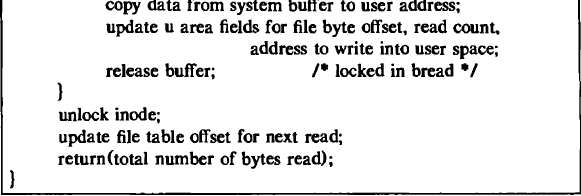 copy data from system buffer to user address;
update u area fields for file byte offset, read count,
address to write into user space;
release buffer; /* locked in bread */
}
unlock inode;
update file table offset for next read;
return(total number of bytes read);
}